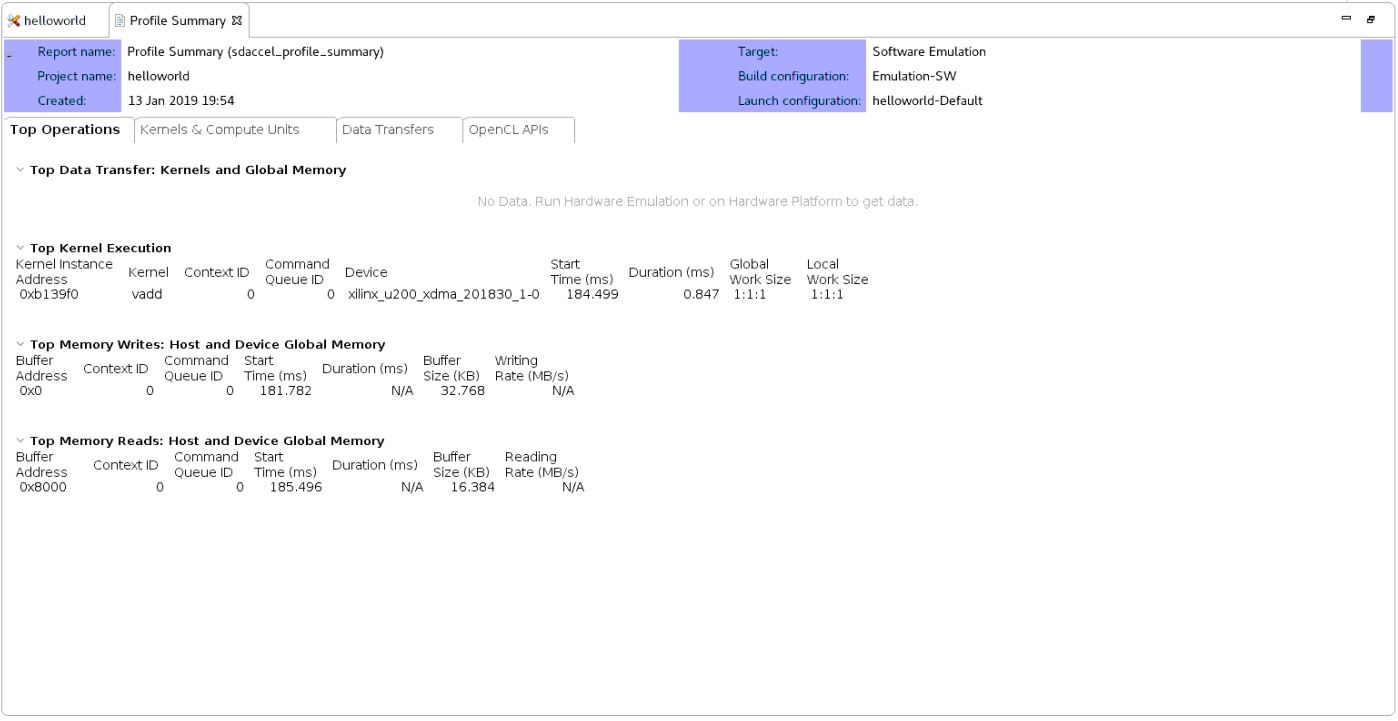 helloworld Profile Summary
Report name: Profile Summary (sdaccel_profile_summary) Target: Software Emulation
Project name: helloworld Build configuration: Emulation-SW
Created: 13 Jan 2019 19:54 Launch configuration: helloworld-Default
Top Operations Kernels & Compute Units Data Transfers OpenCL APIs
Top Data Transfer: Kernels and Global Memory
No Data. Run Hardware Emulation or on Hardware Platform to get data.
Top Kernel Execution
Kernel Instance Address Kernel Context ID Command Queue ID Device Start Time (ms) Duration (ms) Global Work Size Local Work Size
0xb139f0 vadd 0 0 xilinx_u200_xdma_201830_1-0 184.499 0.847 1:1:1 1:1:1
Top Memory Writes: Host and Device Global Memory
Buffer Address Context ID Command Queue ID Start Time (ms) Duration (ms) Buffer Size (KB) Writing Rate (MB/s)
0x0 0 0 181.782 N/A 32.768 N/A
Top Memory Reads: Host and Device Global Memory
Buffer Address Context ID Command Queue ID Start Time (ms) Duration (ms) Buffer Size (KB) Reading Rate (MB/s)
0x8000 0 0 185.496 N/A 16.384 N/A